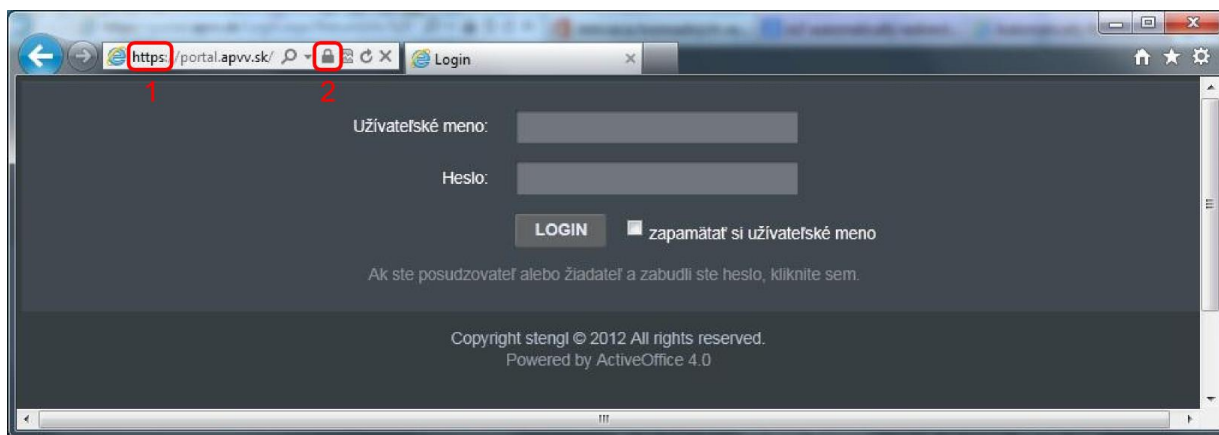 https://portal.apvv.sk/
Login
1
2
Užívateľské meno:
Heslo:
LOGIN
zapamätať si užívateľské meno
Ak ste posudzovateľ alebo žiadateľ a zabudli ste heslo, kliknite sem.
Copyright stengl © 2012 All rights reserved.
Powered by ActiveOffice 4.0